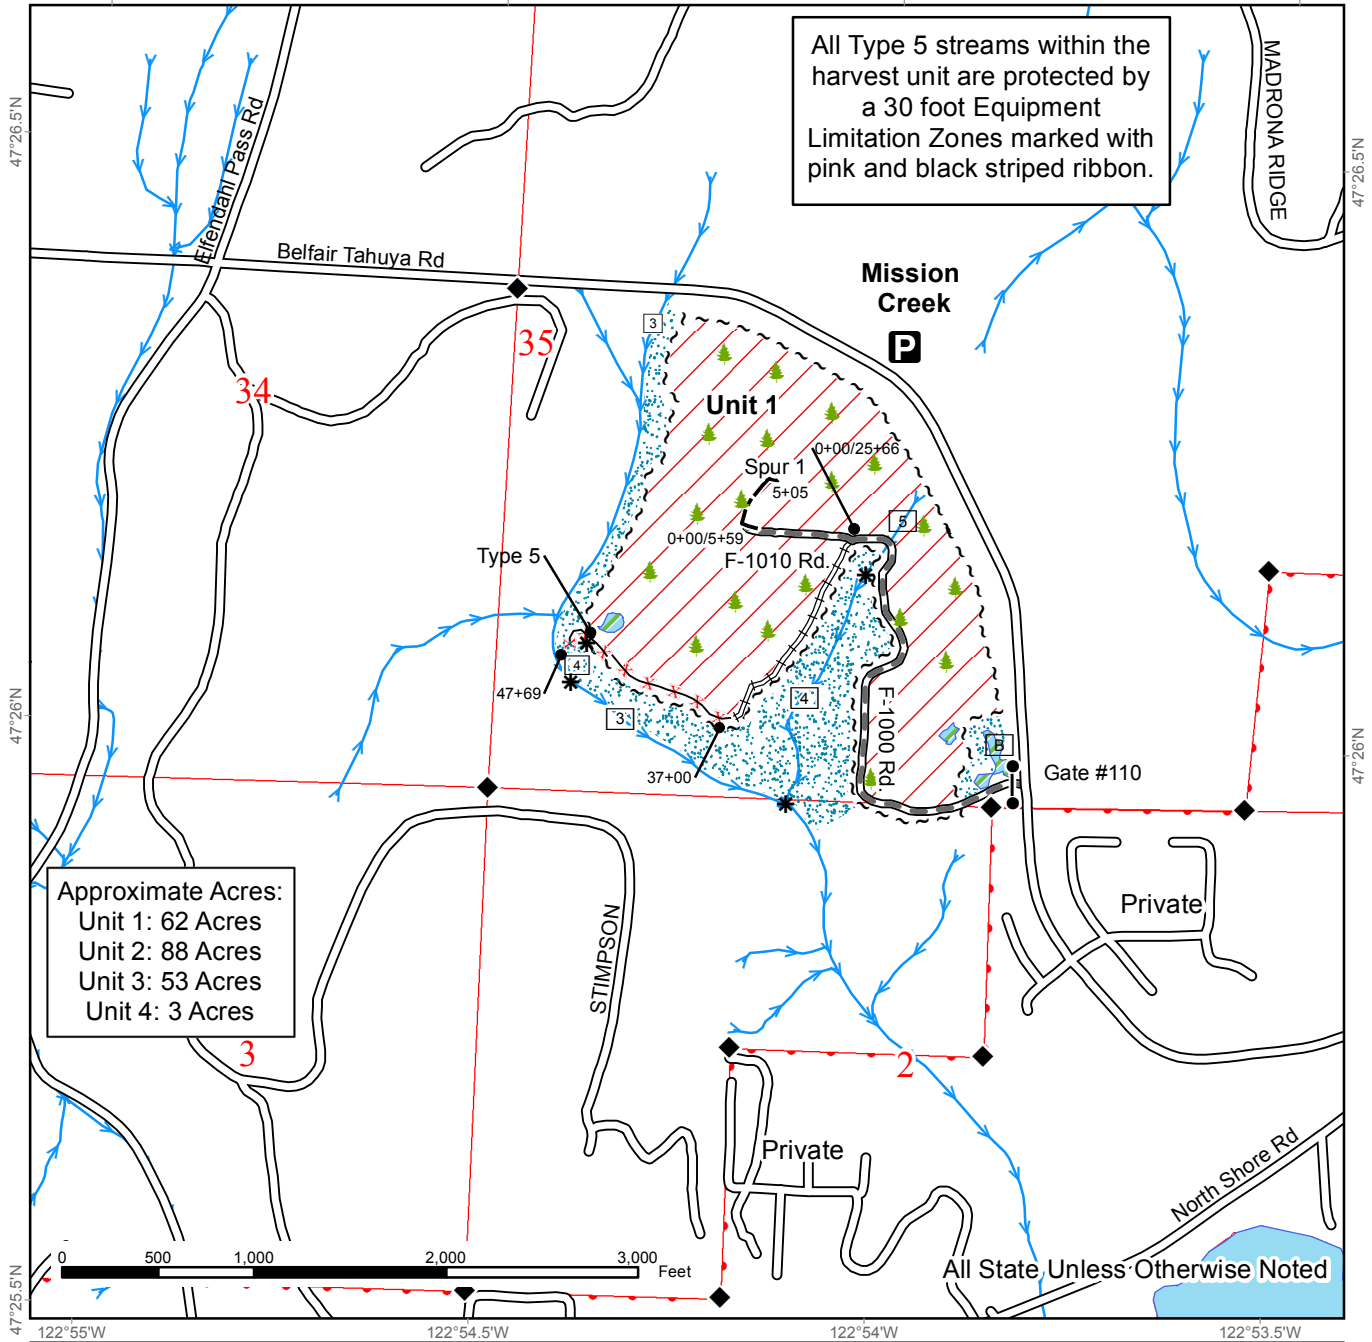 All Type 5 streams within the
harvest unit are protected by
a 30 foot Equipment
Limitation Zones marked with
pink and black striped ribbon.
MADRONA RIDGE
47°26.5'N
47°26.5'N
Elfendahl Pass Rd
Belfair Tahuya Rd
Mission
Creek
P
3
35
34
Unit 1
0+00/25+66
Spur 1
5+05
5
0+00/5+59
F-1010 Rd.
Type 5
4
47+69
3
4
F-1000 Rd
37+00
B
Gate #110
47°26'N
47°26'N
Approximate Acres:
Unit 1: 62 Acres
Unit 2: 88 Acres
Unit 3: 53 Acres
Unit 4: 3 Acres
STIMPSON
Private
3
2
Private
North Shore Rd
0
500
1,000
2,000
3,000
Feet
All State Unless Otherwise Noted
47°25.5'N
122°55'W
122°54.5'W
122°54'W
122°53.5'W